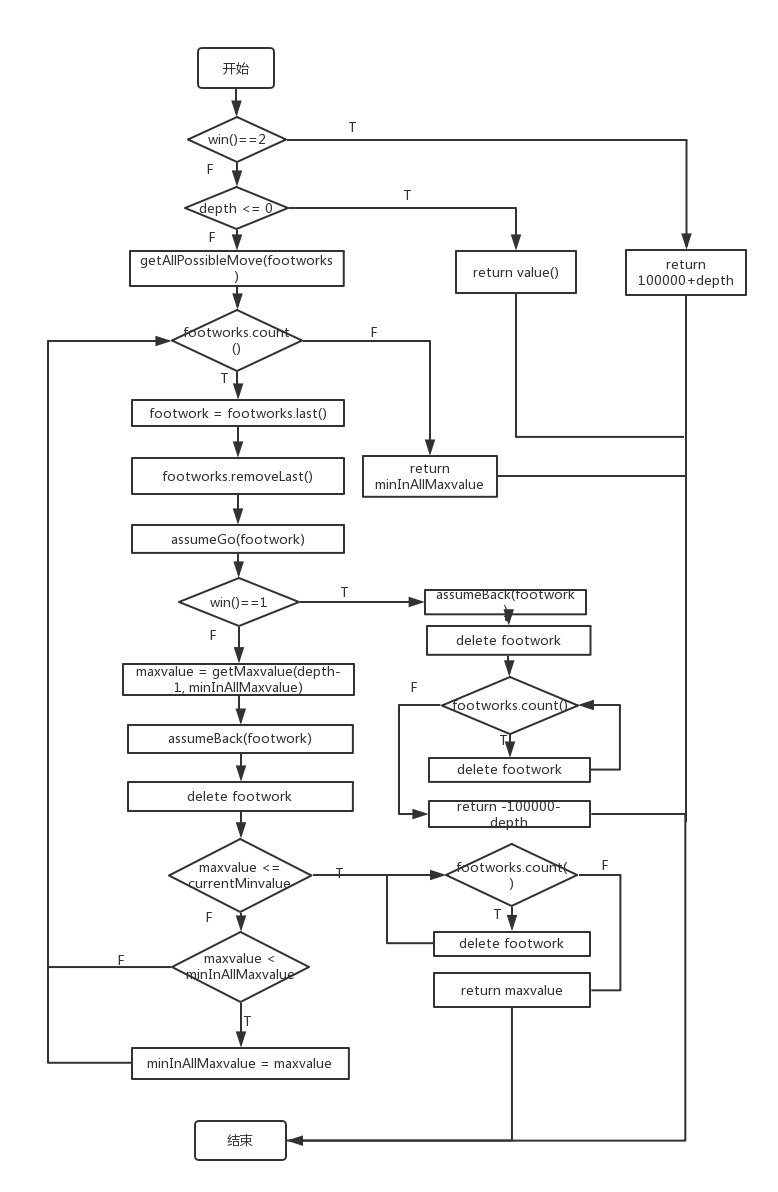 开始
win()==2
T
F
depth <= 0
T
F
getAllPossibleMove(footworks
)
return value()
return
100000+depth
footworks.count
()
F
T
footwork = footworks.last()
footworks.removeLast()
return
minInAllMaxvalue
assumeGo(footwork)
win()==1
T
F
assumeBack(footwork
)
delete footwork
maxvalue = getMaxvalue(depth-
1, minInAllMaxvalue)
F
footworks.count()
T
assumeBack(footwork)
delete footwork
delete footwork
return -100000-
depth
maxvalue <=
currentMinvalue
T
footworks.count(
)
F
F
T
delete footwork
maxvalue <
minInAllMaxvalue
F
return maxvalue
T
minInAllMaxvalue = maxvalue
结束